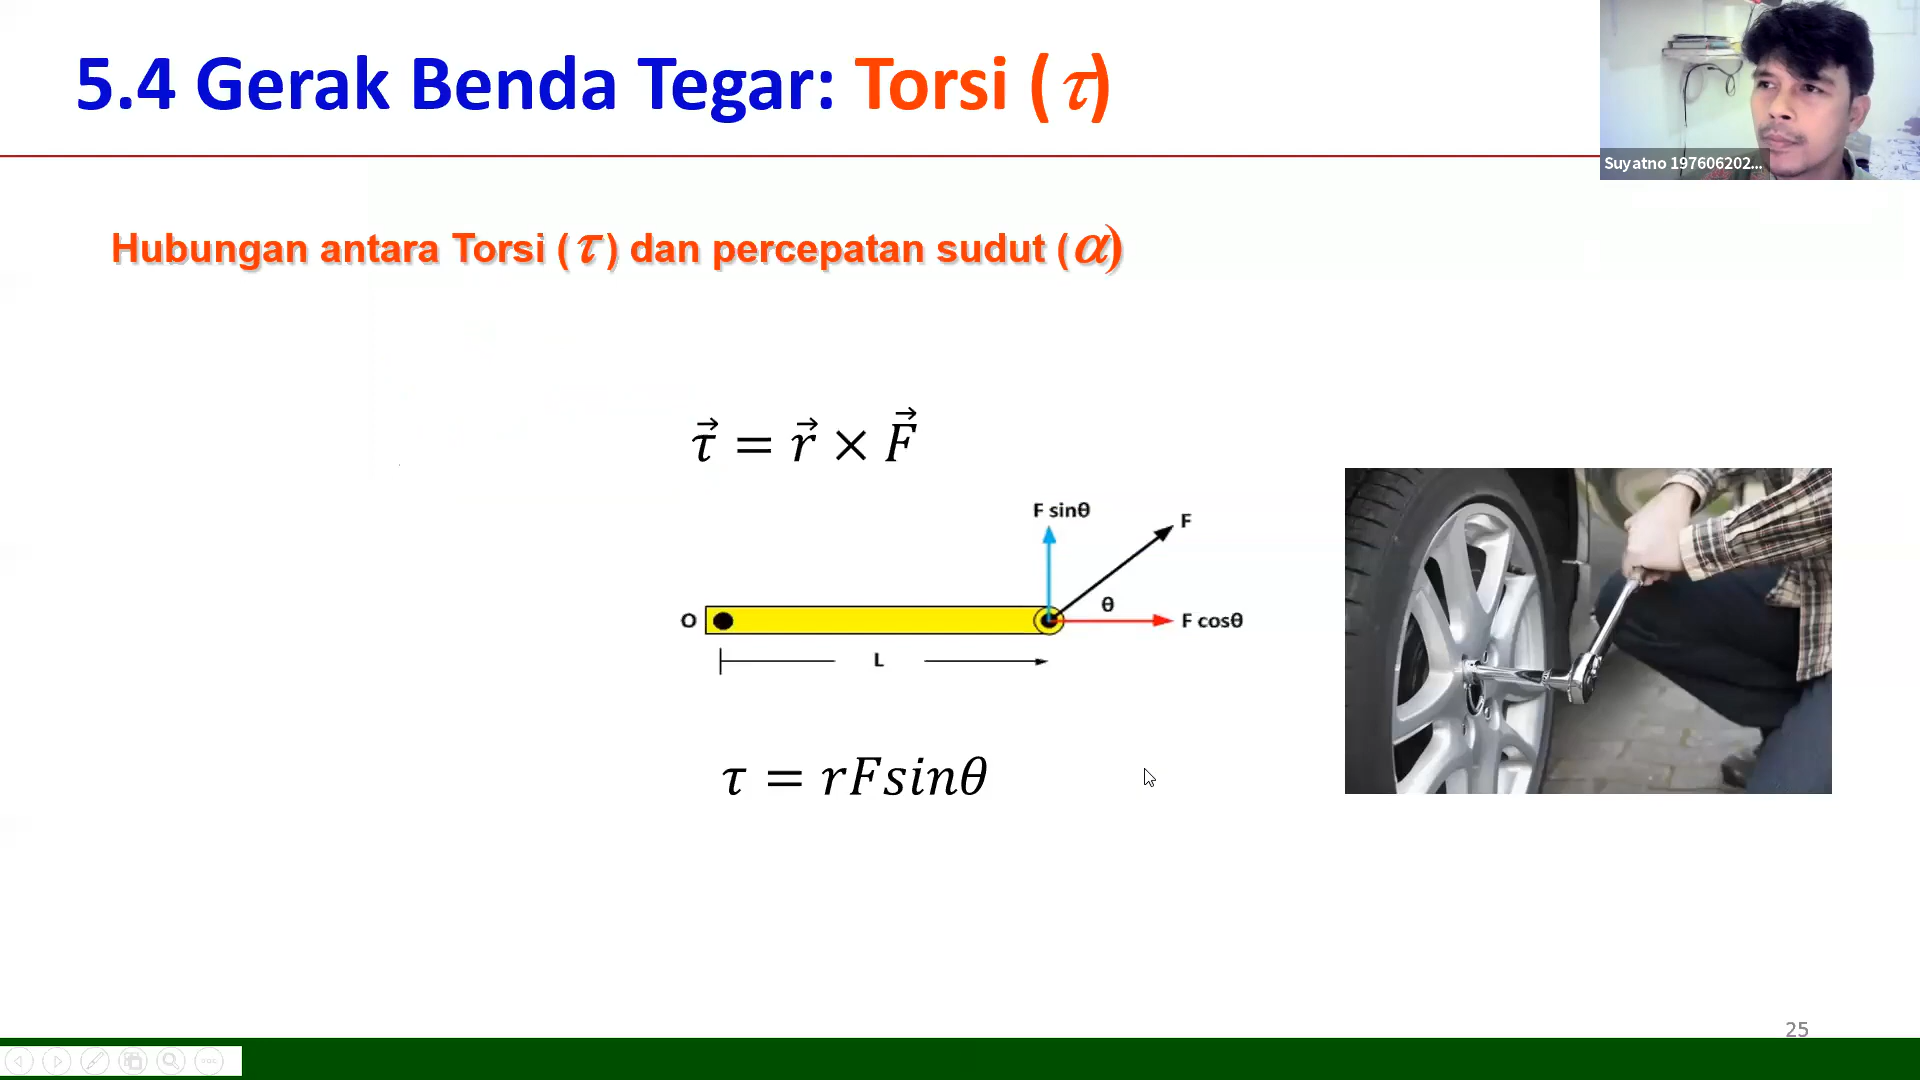 5.4 Gerak Benda Tegar: Torsi (τ)
Suyatno 197606202...
Hubungan antara Torsi (τ) dan percepatan sudut (α)
τ⃗ = r⃗ × F⃗
F sinθ
F
θ
O
F cosθ
L
τ = rFsinθ
25